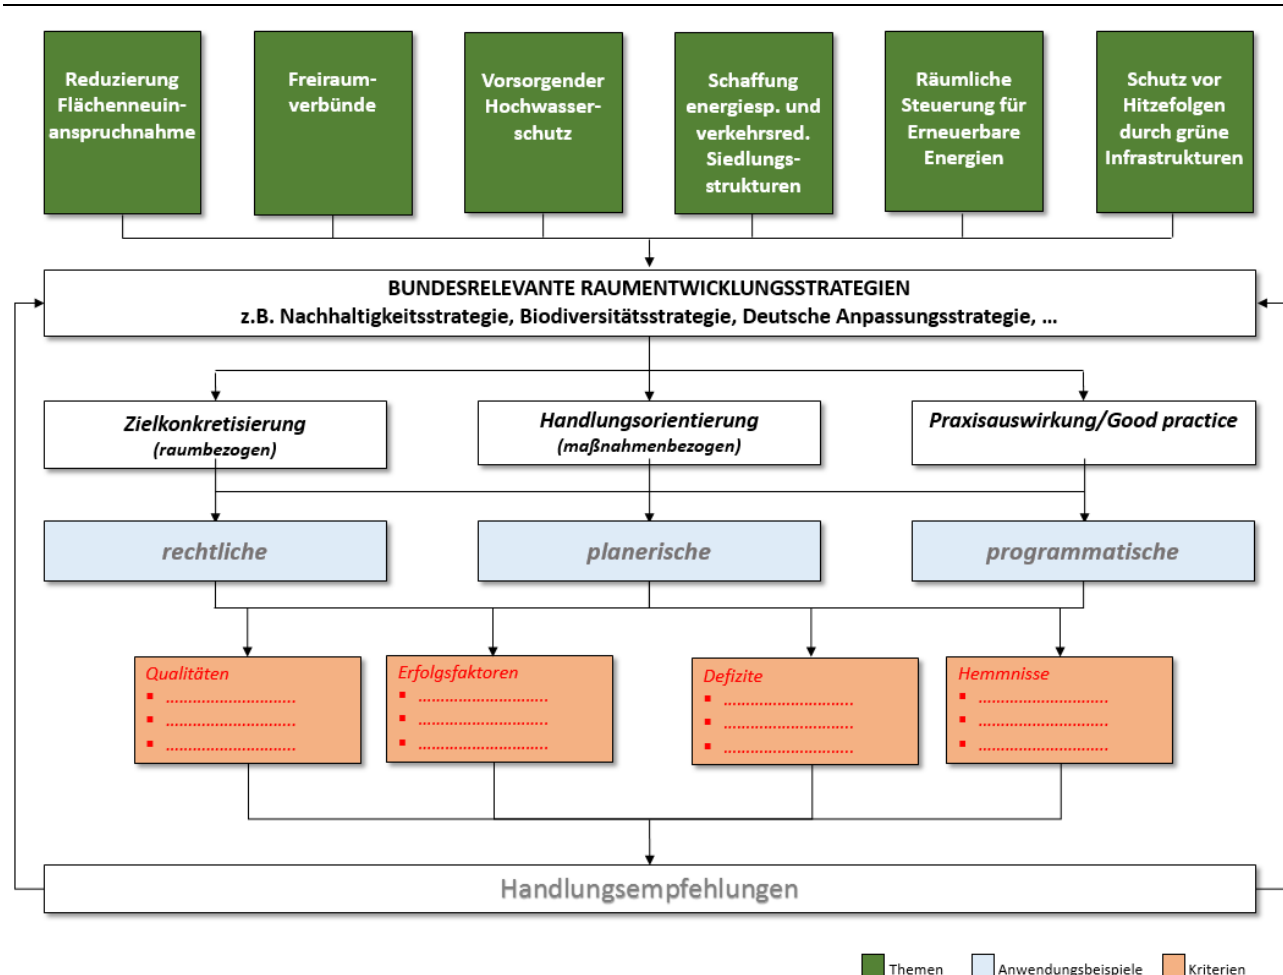 Reduzierung
Flächenneuin-
anspruchnahme
Freiraum-
verbünde
Vorsorgender
Hochwasser-
schutz
Schaffung
energiesp. und
verkehrsred.
Siedlungs-
strukturen
Räumliche
Steuerung für
Erneuerbare
Energien
Schutz vor
Hitzefolgen
durch grüne
Infrastrukturen
BUNDESRELEVANTE RAUMENTWICKLUNGSSTRATEGIEN
z.B. Nachhaltigkeitsstrategie, Biodiversitätsstrategie, Deutsche Anpassungsstrategie, ...
Zielkonkretisierung
(raumbezogen)
Handlungsorientierung
(maßnahmenbezogen)
Praxisauswirkung/Good practice
rechtliche
planerische
programmatische
Qualitäten
▪ ............................
▪ ............................
▪ ............................
Erfolgsfaktoren
▪ ............................
▪ ............................
▪ ............................
Defizite
▪ ............................
▪ ............................
▪ ............................
Hemmnisse
▪ ............................
▪ ............................
▪ ............................
Handlungsempfehlungen
Themen
Anwendungsbeispiele
Kriterien